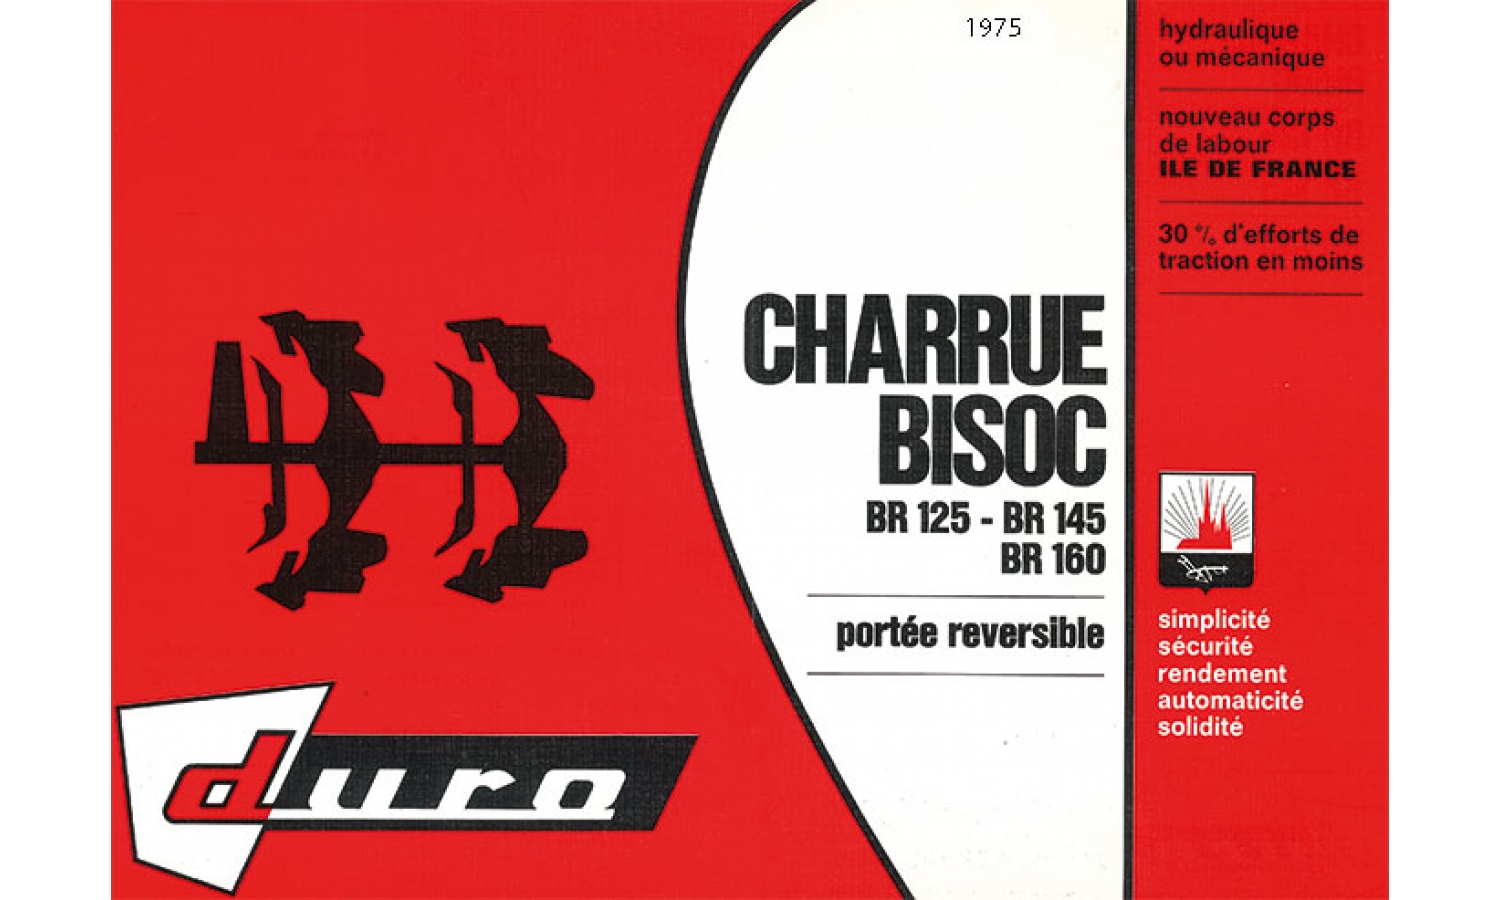 1975
CHARRUE
BISOC
BR 125 - BR 145
BR 160
portée reversible
duro
hydraulique
ou mécanique
nouveau corps
de labour
ILE DE FRANCE
30 % d'efforts de
traction en moins
simplicité
sécurité
rendement
automaticité
solidité